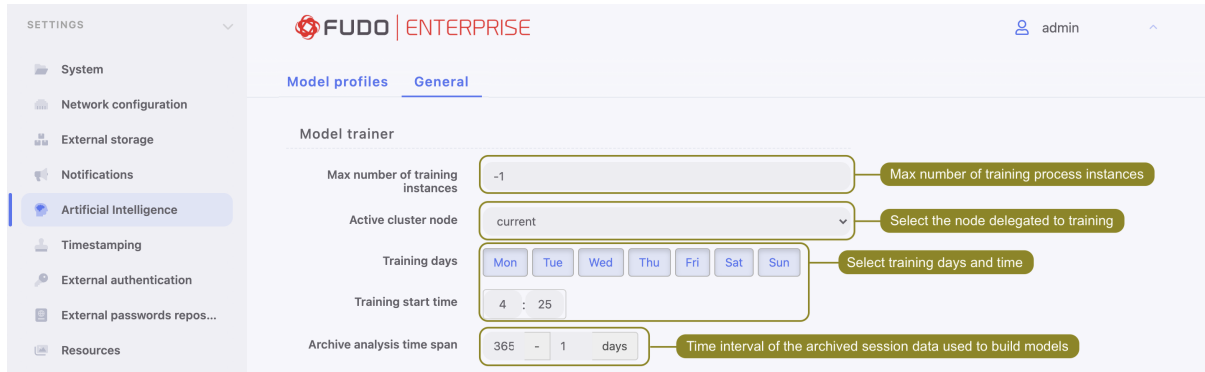 SETTINGS
FUDO ENTERPRISE
admin
System
Network configuration
External storage
Notifications
Artificial Intelligence
Timestamping
External authentication
External passwords repos...
Resources
Model profiles
General
Model trainer
Max number of training
instances
-1
Max number of training process instances
Active cluster node
current
Select the node delegated to training
Training days
Mon Tue Wed Thu Fri Sat Sun
Select training days and time
Training start time
4 : 25
Archive analysis time span
365 - 1 days
Time interval of the archived session data used to build models